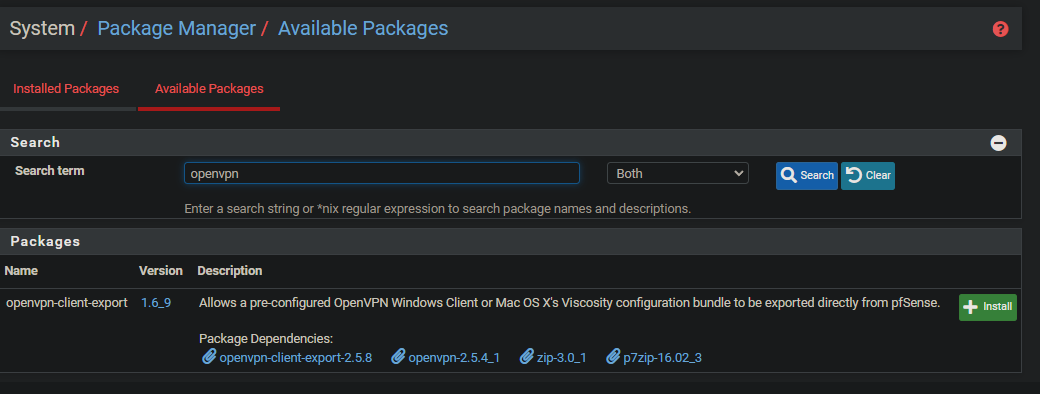 System / Package Manager / Available Packages
Installed Packages Available Packages
Search
Search term openvpn Both Search Clear
Enter a search string or *nix regular expression to search package names and descriptions.
Packages
Name Version Description
openvpn-client-export 1.6_9 Allows a pre-configured OpenVPN Windows Client or Mac OS X's Viscosity configuration bundle to be exported directly from pfSense. Install
Package Dependencies:
openvpn-client-export-2.5.8 openvpn-2.5.4_1 zip-3.0_1 p7zip-16.02_3